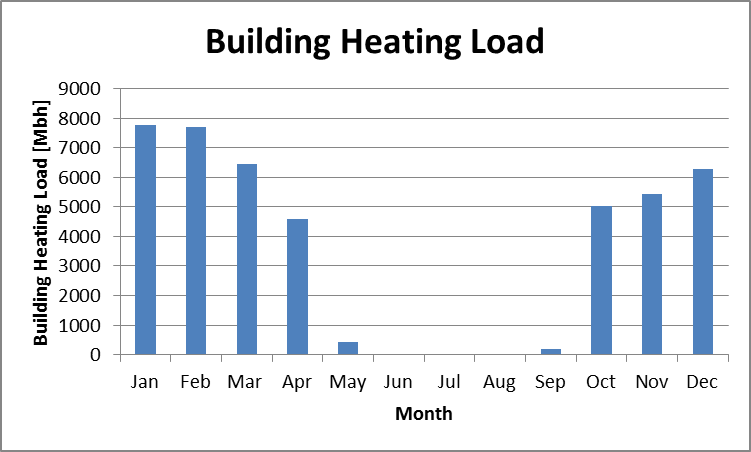 Building Heating Load
Building Heating Load [Mbh]
9000
8000
7000
6000
5000
4000
3000
2000
1000
0
Jan Feb Mar Apr May Jun Jul Aug Sep Oct Nov Dec
Month